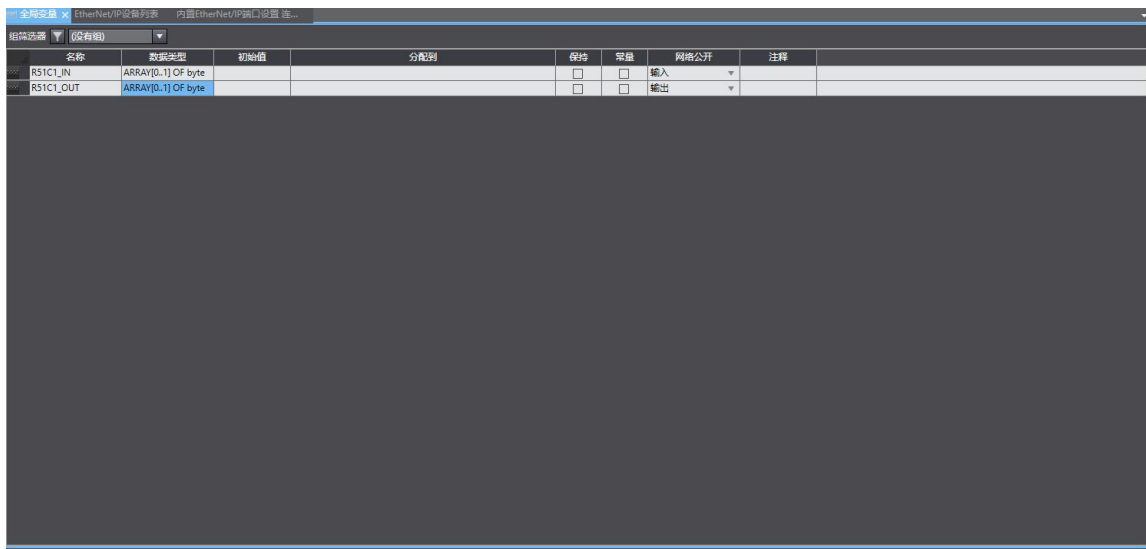 全局变量 × EtherNet/IP设备列表 内置EtherNet/IP端口设置 连...
组筛选器 (没有组)
名称 数据类型 初始值 分配到 保持 常量 网络公开 注释
R51C1_IN ARRAY[0..1] OF byte 输入
R51C1_OUT ARRAY[0..1] OF byte 输出